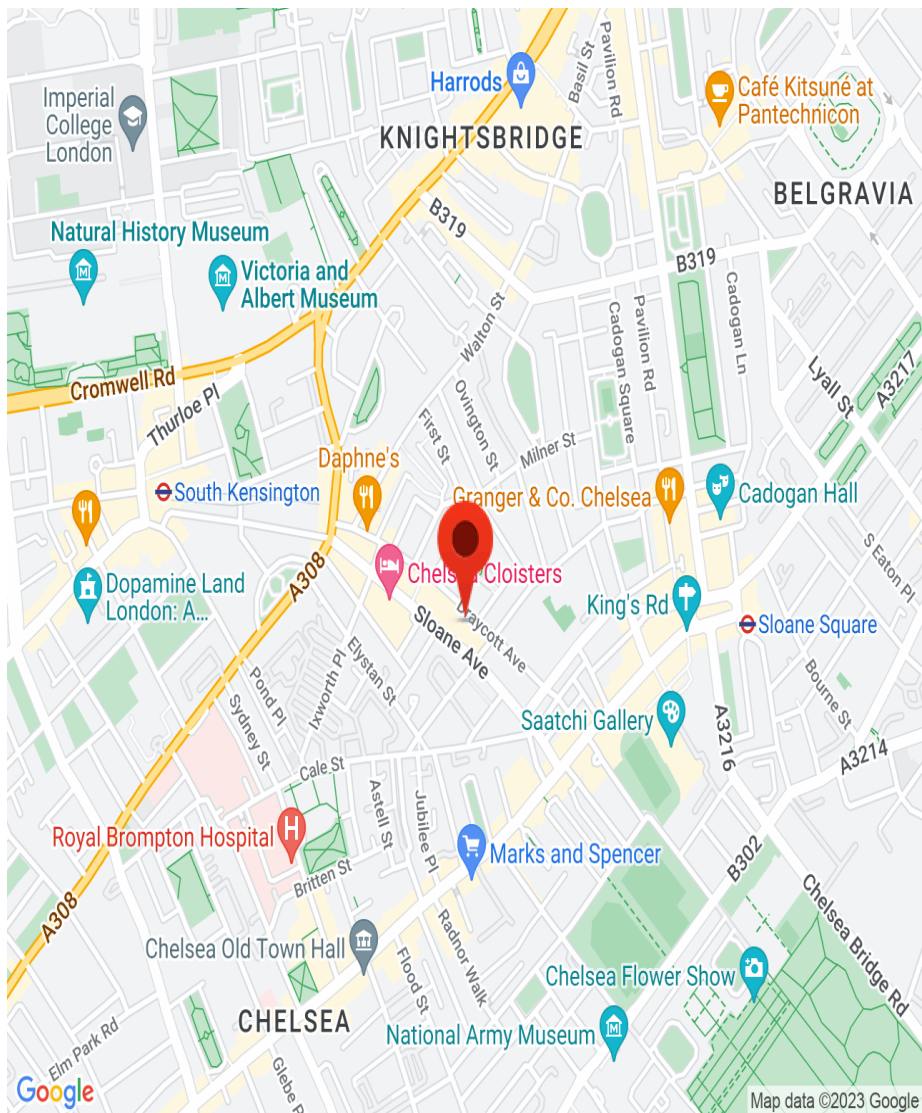 Harrods
Basil St
Pavilion Rd
Café Kitsuné at
Pantechnicon
Imperial
College
London
KNIGHTSBRIDGE
BELGRAVIA
B319
Natural History Museum
Victoria and
Albert Museum
B319
Cadogan Ln
Walton St
Cadogan Square
Pavilion Rd
Lyall St
A3217
Cromwell Rd
Thurloe Pl
Ovington St
First St
Milner St
Daphne's
South Kensington
Granger & Co. Chelsea
Cadogan Hall
S Eaton Pl
A308
Chelsea Cloisters
Dopamine Land
London: A...
King's Rd
Draycott Ave
Sloane Ave
Sloane Square
Elystan St
Ixworth Pl
Pond Pl
Sydney St
Bourne St
Saatchi Gallery
A3216
A3214
Cale St
Astell St
Jubilee Pl
Royal Brompton Hospital
Marks and Spencer
B302
Britten St
A308
Chelsea Bridge Rd
Radnor Walk
Chelsea Old Town Hall
Flood St
Chelsea Flower Show
CHELSEA
National Army Museum
Elm Park Rd
Glebe P
Google
Map data ©2023 Google